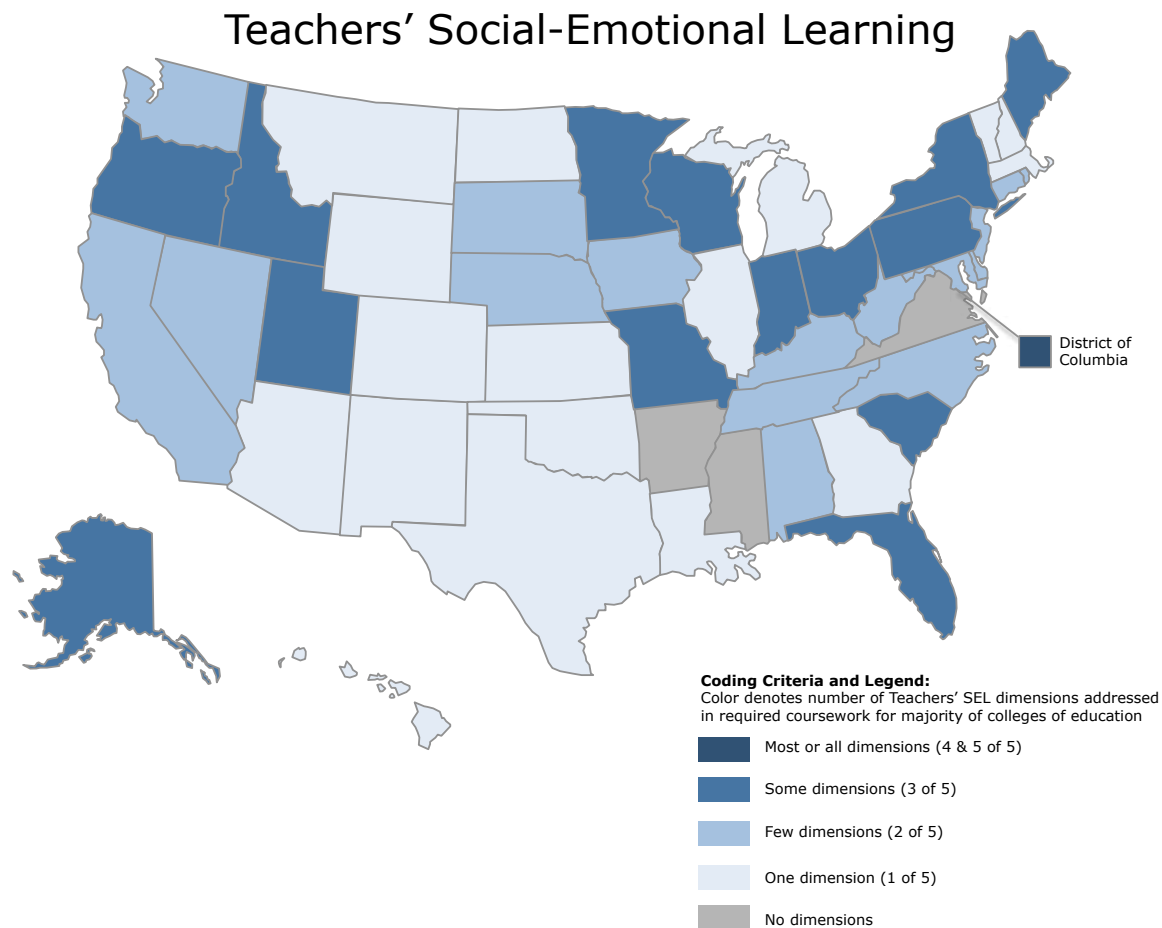 Teachers’ Social-Emotional Learning
District of
Columbia
Coding Criteria and Legend:
Color denotes number of Teachers’ SEL dimensions addressed
in required coursework for majority of colleges of education
Most or all dimensions (4 & 5 of 5)
Some dimensions (3 of 5)
Few dimensions (2 of 5)
One dimension (1 of 5)
No dimensions